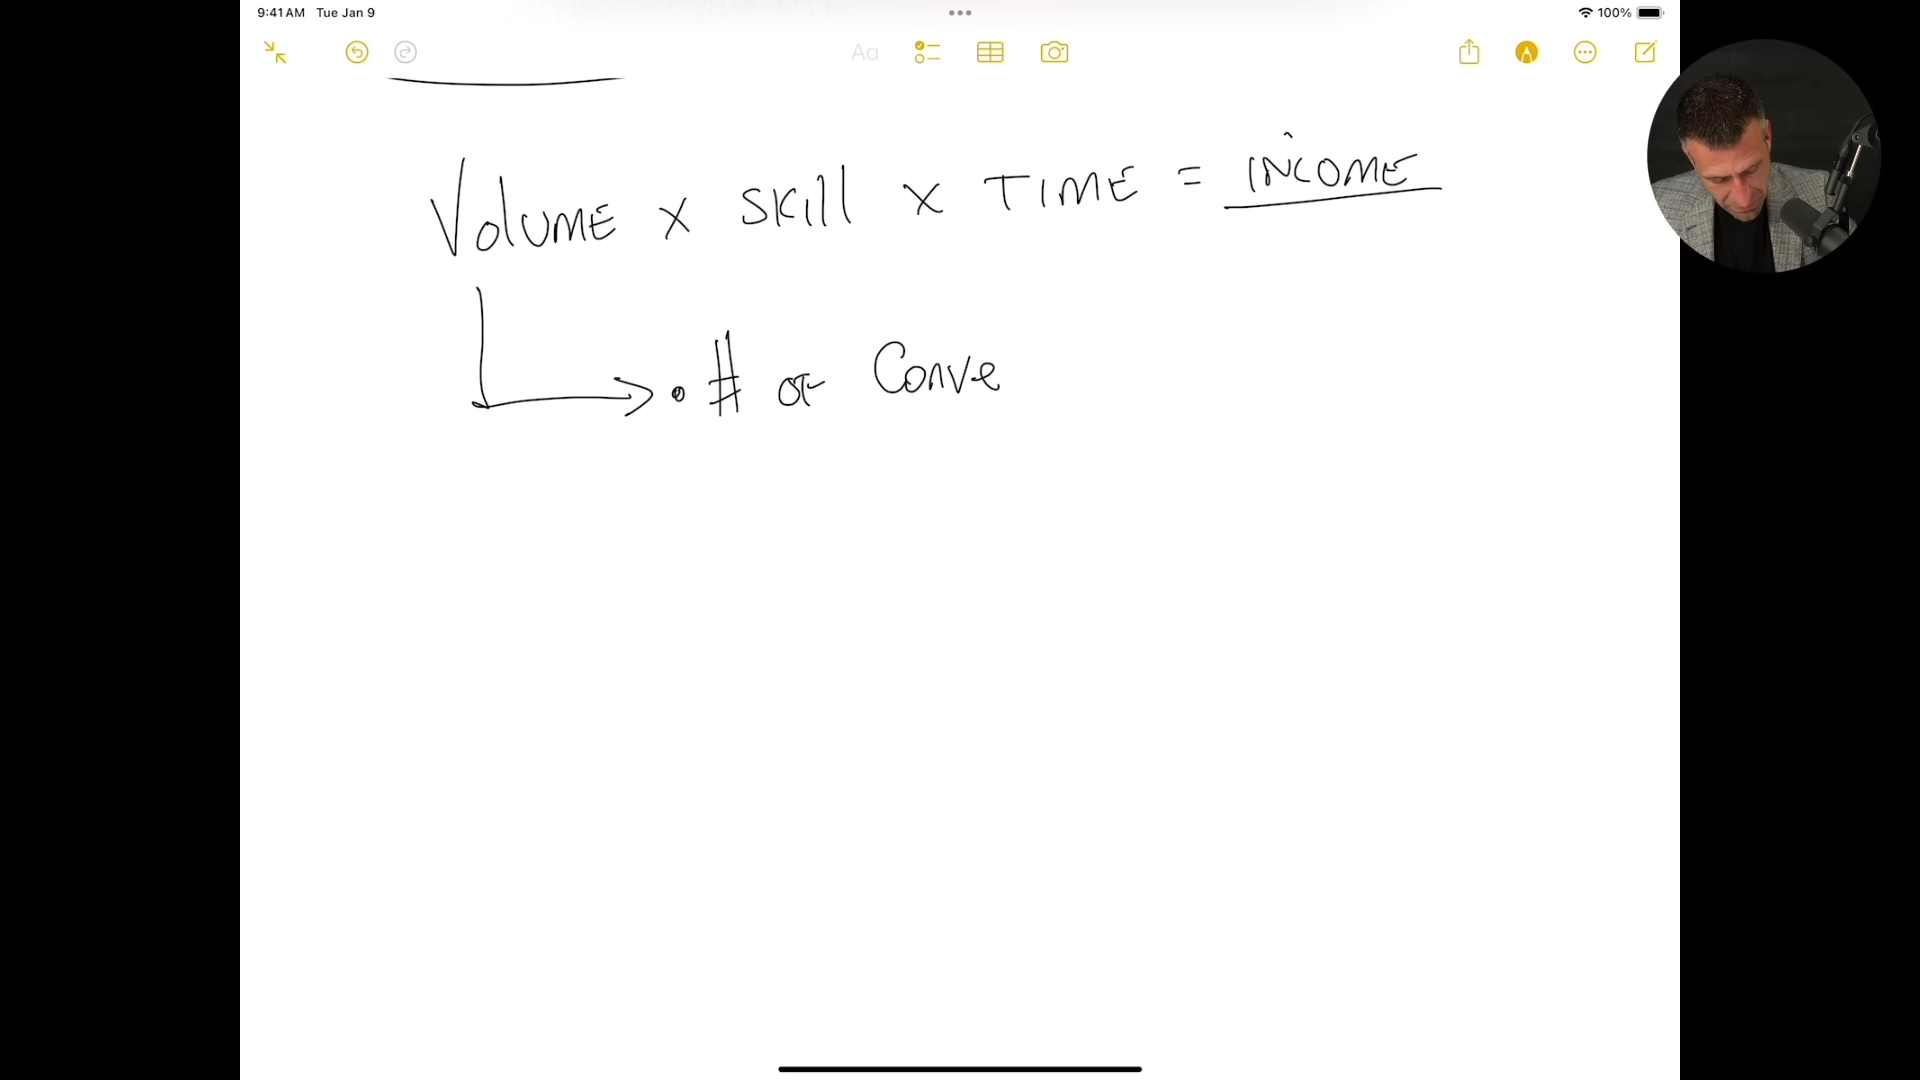 9:41 AM Tue Jan 9
100%
Aa
Volume x Skill x TIME = INCOME
# of Conve